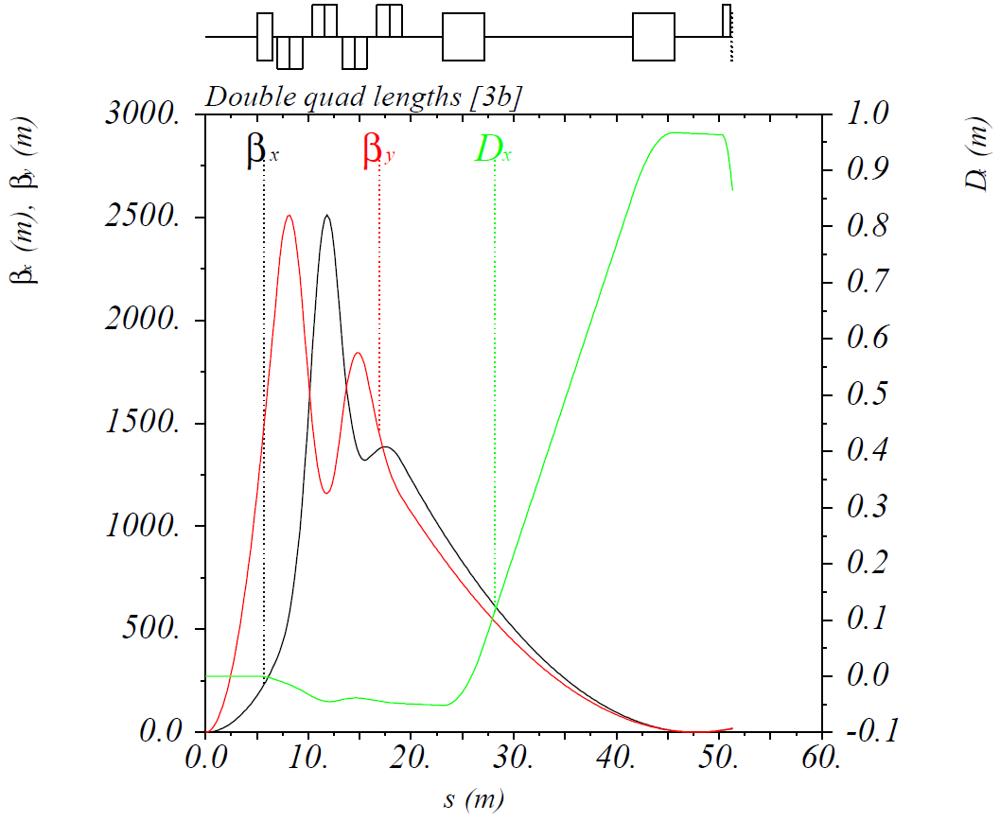 Double quad lengths [3b]
βx (m), βy (m)
Dx (m)
3000.
2500.
2000.
1500.
1000.
500.
0.0
1.0
0.9
0.8
0.7
0.6
0.5
0.4
0.3
0.2
0.1
0.0
-0.1
βx
βy
Dx
0.0 10. 20. 30. 40. 50. 60.
s (m)